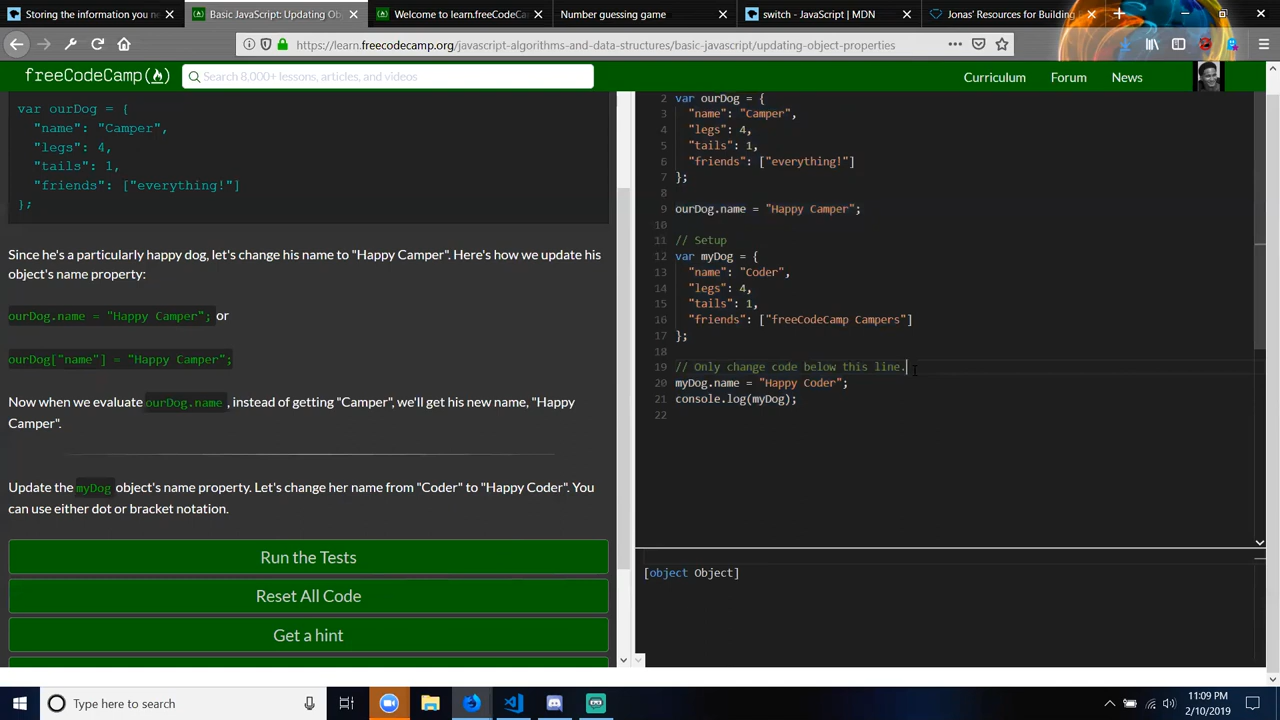 Storing the information you ne
Basic JavaScript: Updating Ob
Welcome to learn.freeCodeCa
Number guessing game
switch - JavaScript | MDN
Jonas' Resources for Building
https://learn.freecodecamp.org/javascript-algorithms-and-data-structures/basic-javascript/updating-object-properties
freeCodeCamp
Search 8,000+ lessons, articles, and videos
Curriculum Forum News
var ourDog = {
"name": "Camper",
"legs": 4,
"tails": 1,
"friends": ["everything!"]
};
Since he's a particularly happy dog, let's change his name to "Happy Camper". Here's how we update his
object's name property:
ourDog.name = "Happy Camper"; or
ourDog["name"] = "Happy Camper";
Now when we evaluate ourDog.name , instead of getting "Camper", we'll get his new name, "Happy
Camper".
Update the myDog object's name property. Let's change her name from "Coder" to "Happy Coder". You
can use either dot or bracket notation.
Run the Tests
Reset All Code
Get a hint
2 var ourDog = {
3 "name": "Camper",
4 "legs": 4,
5 "tails": 1,
6 "friends": ["everything!"]
7 };
8
9 ourDog.name = "Happy Camper";
10
11 // Setup
12 var myDog = {
13 "name": "Coder",
14 "legs": 4,
15 "tails": 1,
16 "friends": ["freeCodeCamp Campers"]
17 };
18
19 // Only change code below this line.
20 myDog.name = "Happy Coder";
21 console.log(myDog);
22
[object Object]
Type here to search
11:09 PM
2/10/2019